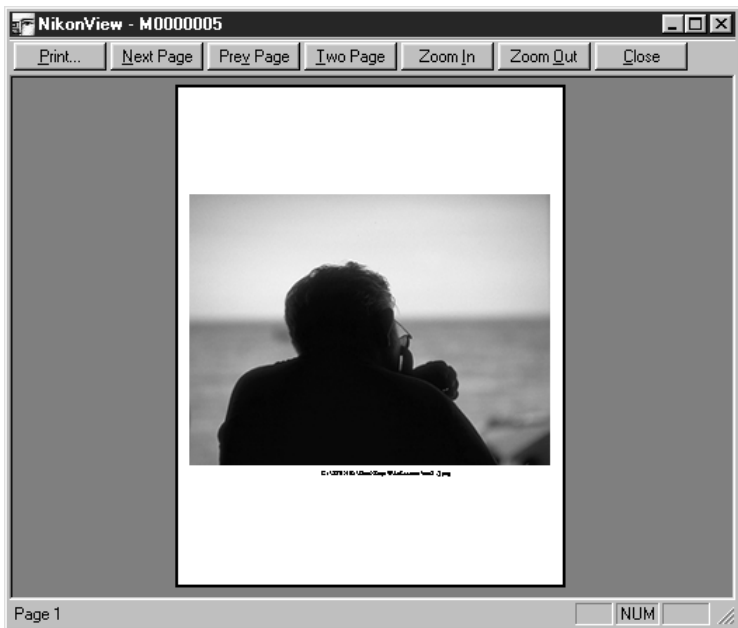 NikonView - M0000005
Print... Next Page Prev Page Two Page Zoom In Zoom Out Close
Page 1 NUM